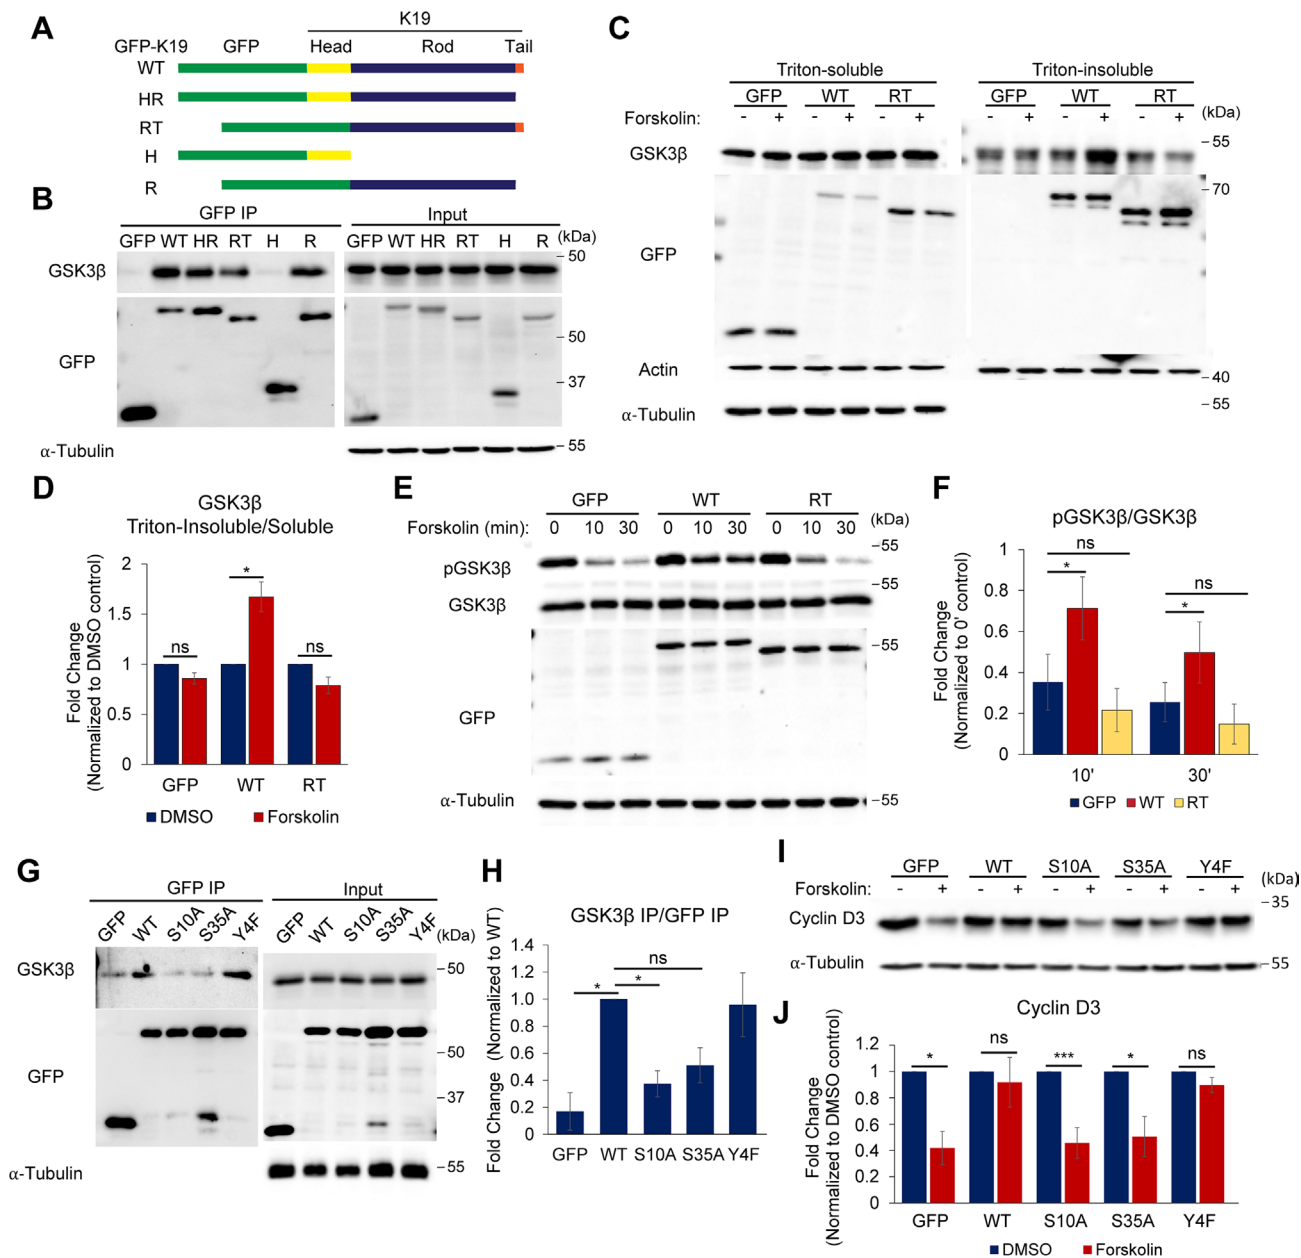 A
K19
GFP-K19 GFP Head Rod Tail
WT
HR
RT
H
R
B
GFP IP Input
GFP WT HR RT H R GFP WT HR RT H R (kDa)
GSK3β
50
GFP
50
37
α-Tubulin
55
C
Triton-soluble Triton-insoluble
GFP WT RT GFP WT RT
Forskolin: - + - + - + - + - + - + (kDa)
GSK3β
55
70
GFP
Actin
40
α-Tubulin
55
D
GSK3β
Triton-Insoluble/Soluble
Fold Change
(Normalized to DMSO control)
2
1.5
1
0.5
0
ns * ns
GFP WT RT
DMSO Forskolin
E
GFP WT RT
Forskolin (min): 0 10 30 0 10 30 0 10 30 (kDa)
pGSK3β
55
GSK3β
55
55
GFP
α-Tubulin
55
F
pGSK3β/GSK3β
Fold Change
(Normalized to 0' control)
1
0.8
0.6
0.4
0.2
0
ns
*
ns
*
10' 30'
GFP WT RT
G
GFP IP Input
GFP WT S10A S35A Y4F GFP WT S10A S35A Y4F (kDa)
GSK3β
50
GFP
50
37
α-Tubulin
55
H
GSK3β IP/GFP IP
Fold Change (Normalized to WT)
1.4
1.2
1.0
0.8
0.6
0.4
0.2
0
ns
* *
GFP WT S10A S35A Y4F
I
GFP WT S10A S35A Y4F (kDa)
Forskolin: - + - + - + - + - +
35
Cyclin D3
α-Tubulin
55
J
Cyclin D3
Fold Change
(Normalized to DMSO control)
1.2
1
0.8
0.6
0.4
0.2
0
* ns *** * ns
GFP WT S10A S35A Y4F
DMSO Forskolin